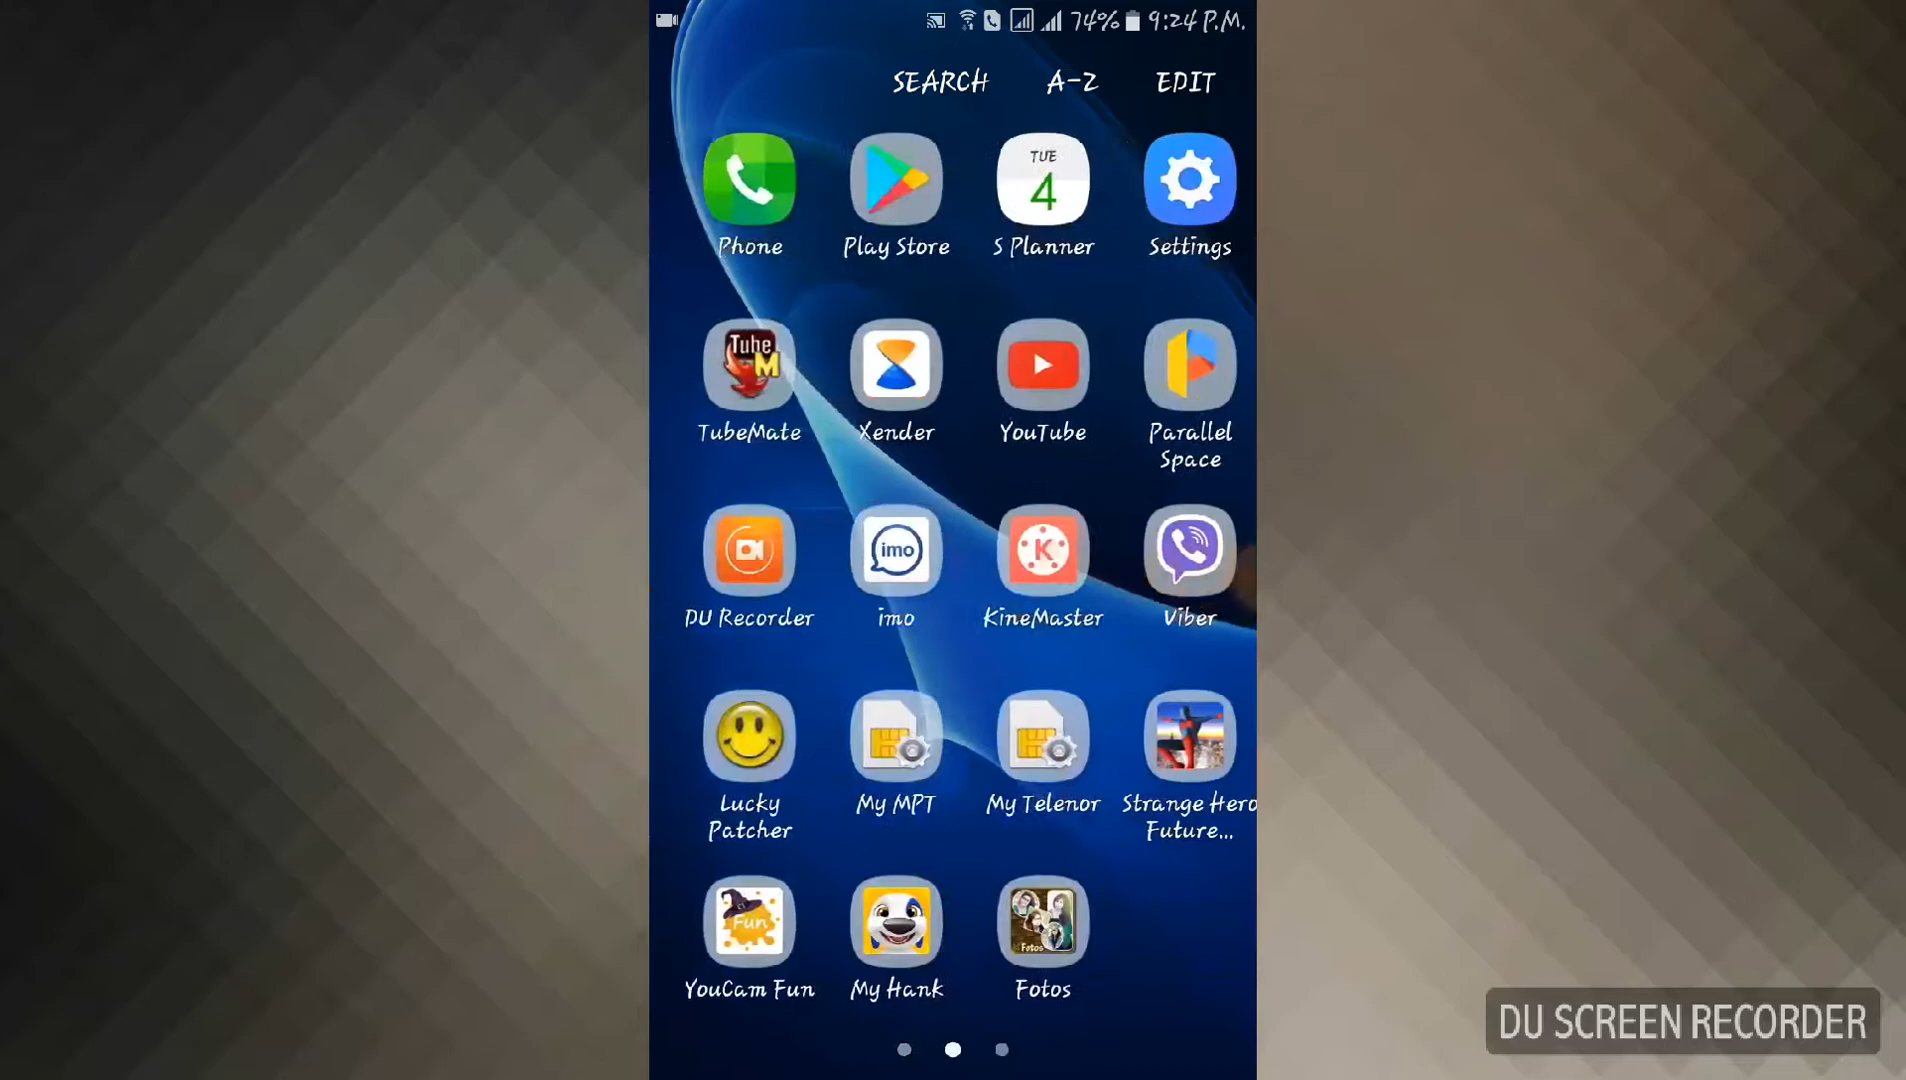 74% 9:24 P.M.
SEARCH A-Z EDIT
TUE
4
Phone Play Store S Planner Settings
Tube
M
TubeMate Xender YouTube Parallel
Space
imo
K
DU Recorder imo KineMaster Viber
Lucky My MPT My Telenor Strange Hero
Patcher Future...
Fun
Fotos
YouCam Fun My Hank Fotos
DU SCREEN RECORDER